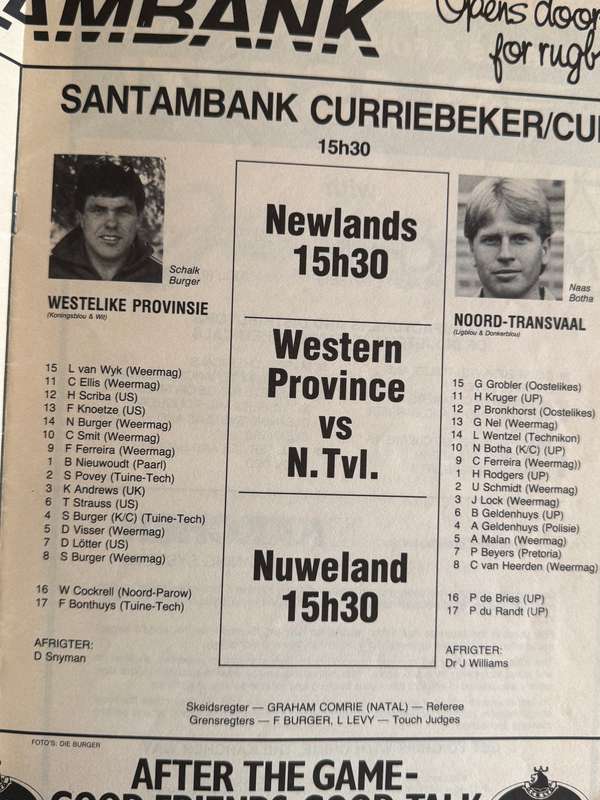 AMBANK
Opens door
for rugb
SANTAMBANK CURRIEBEKER/CU
15h30
Schalk
Burger
WESTELIKE PROVINSIE
(Koningsblou & Wit)
15 L van Wyk (Weermag)
11 C Ellis (Weermag)
12 H Scriba (US)
13 F Knoetze (US)
14 N Burger (Weermag)
10 C Smit (Weermag)
9 F Ferreira (Weermag)
1 B Nieuwoudt (Paarl)
2 S Povey (Tuine-Tech)
3 K Andrews (UK)
6 T Strauss (US)
4 S Burger (K/C) (Tuine-Tech)
5 D Visser (Weermag)
7 D Lötter (US)
8 S Burger (Weermag)
16 W Cockrell (Noord-Parow)
17 F Bonthuys (Tuine-Tech)
AFRIGTER:
D Snyman
Newlands
15h30
Western
Province
vs
N.Tvl.
Nuweland
15h30
Naas
Botha
NOORD-TRANSVAAL
(Ligblou & Donkerblou)
15 G Grobler (Oostelikes)
11 H Kruger (UP)
12 P Bronkhorst (Oostelikes)
13 G Nel (Weermag)
14 L Wentzel (Technikon)
10 N Botha (K/C) (UP)
9 C Ferreira (Weermag))
1 H Rodgers (UP)
2 U Schmidt (Weermag)
3 J Lock (Weermag)
6 B Geldenhuys (UP)
4 A Geldenhuys (Polisie)
5 A Malan (Weermag)
7 P Beyers (Pretoria)
8 C van Heerden (Weermag)
16 P de Bries (UP)
17 P du Randt (UP)
AFRIGTER:
Dr J Williams
Skeidsregter — GRAHAM COMRIE (NATAL) — Referee
Grensregters — F BURGER, L LEVY — Touch Judges
FOTO'S: DIE BURGER
AFTER THE GAME-
GOOD FRIENDS GOOD TALK